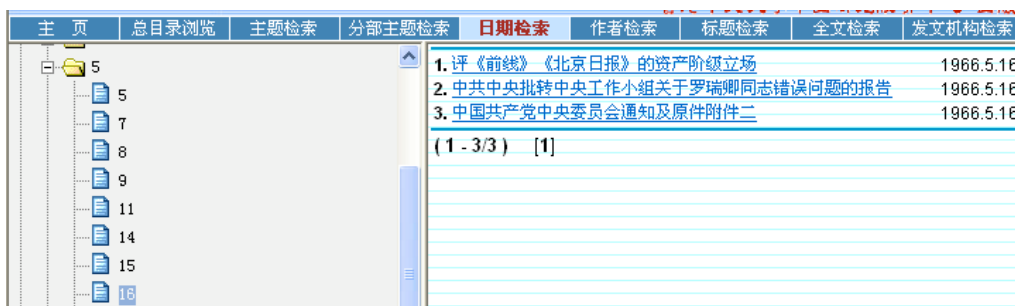 主 页 总目录浏览 主题检索 分部主题检索 日期检索 作者检索 标题检索 全文检索 发文机构检索
5
5
7
8
9
11
14
15
16
1. 评《前线》《北京日报》的资产阶级立场 1966.5.16
2. 中共中央批转中央工作小组关于罗瑞卿同志错误问题的报告 1966.5.16
3. 中国共产党中央委员会通知及原件附件二 1966.5.16
( 1 - 3/3 ) [1]